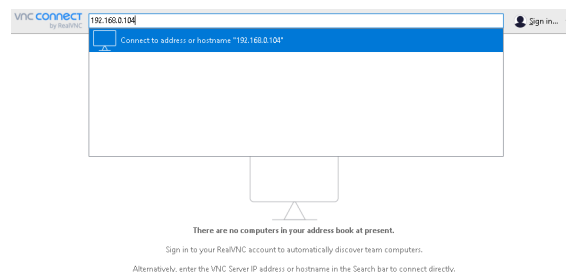 vnc connect
by RealVNC
192.168.0.104
Sign in...
Connect to address or hostname "192.168.0.104"
There are no computers in your address book at present.
Sign in to your RealVNC account to automatically discover team computers.
Alternatively, enter the VNC Server IP address or hostname in the Search bar to connect directly.